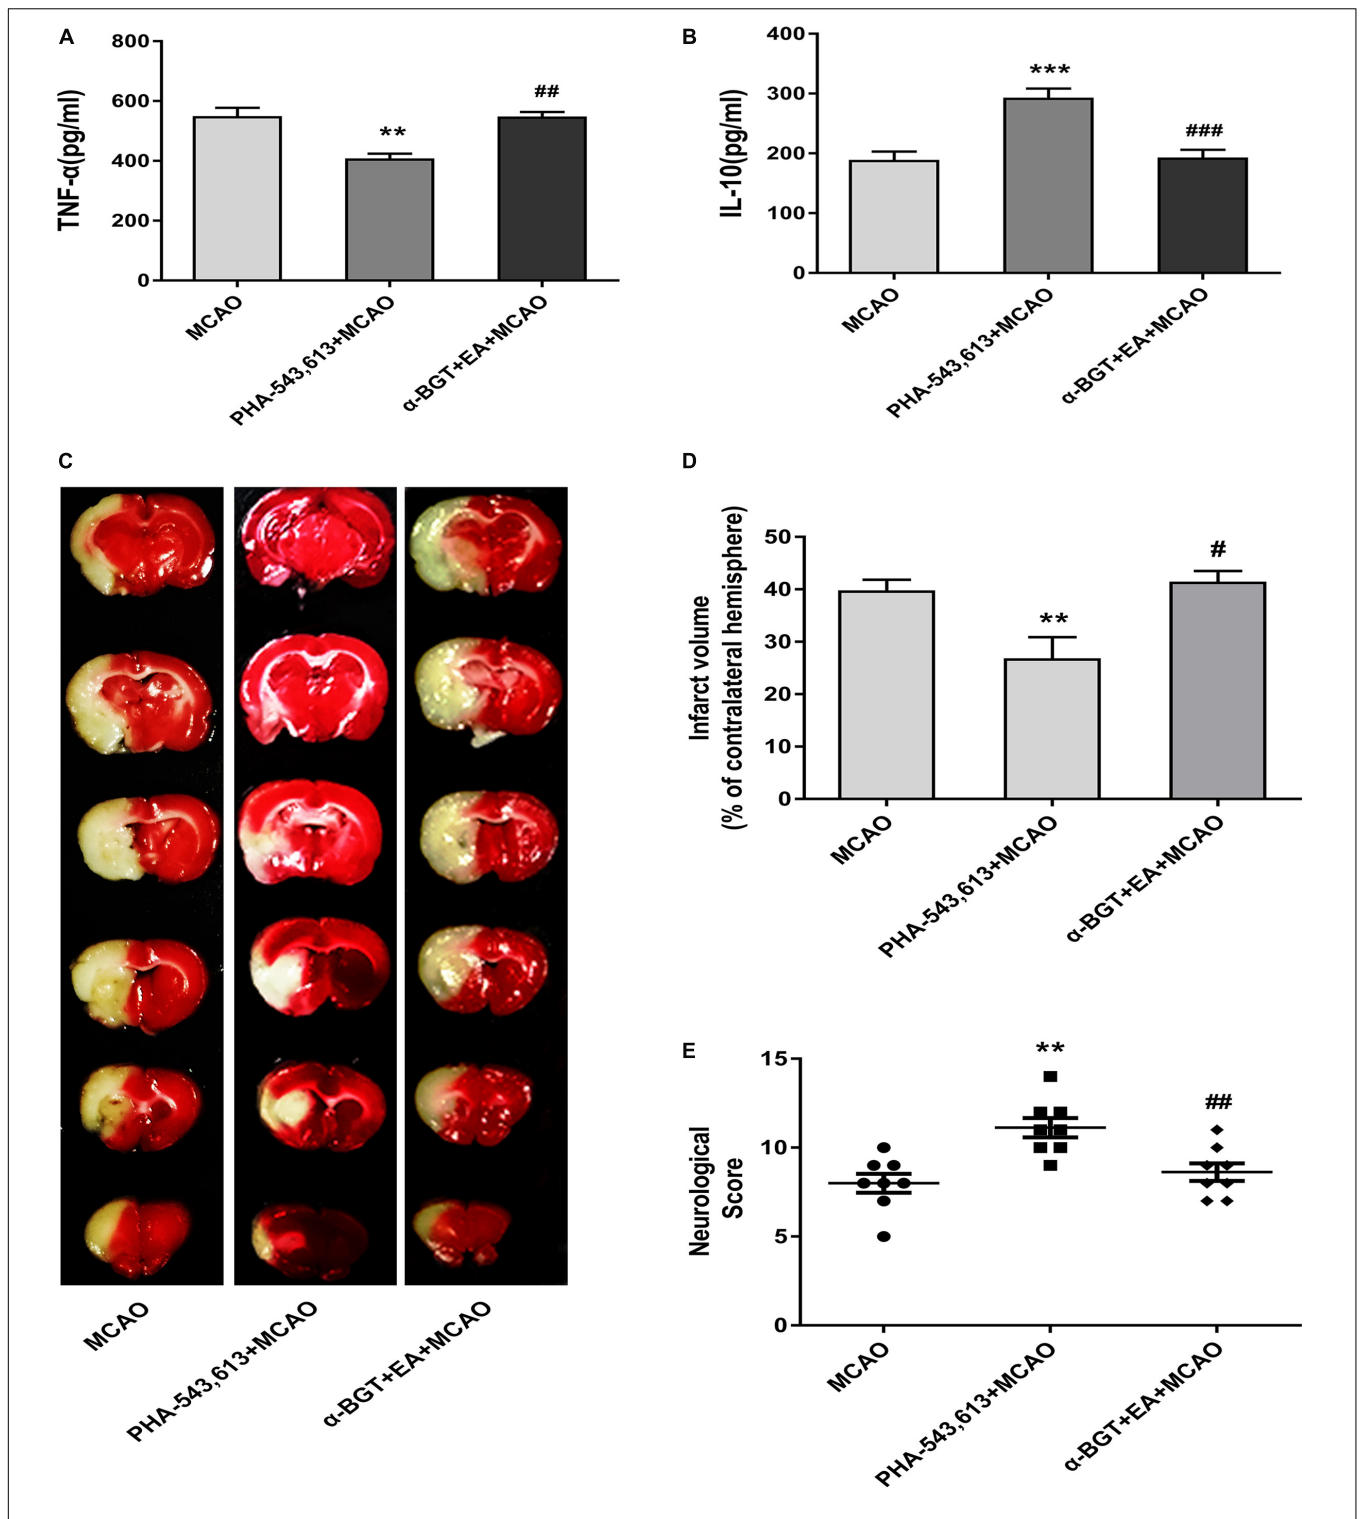 A
800
600
400
200
0
TNF-α(pg/ml)
**
##
MCAO
PHA-543,613+MCAO
α-BGT+EA+MCAO
B
400
300
200
100
0
IL-10(pg/ml)
***
###
MCAO
PHA-543,613+MCAO
α-BGT+EA+MCAO
C
MCAO
PHA-543,613+MCAO
α-BGT+EA+MCAO
D
50
40
30
20
10
0
Infarct volume
(% of contralateral hemisphere)
**
#
MCAO
PHA-543,613+MCAO
α-BGT+EA+MCAO
E
15
10
5
0
Neurological
Score
**
##
MCAO
PHA-543,613+MCAO
α-BGT+EA+MCAO